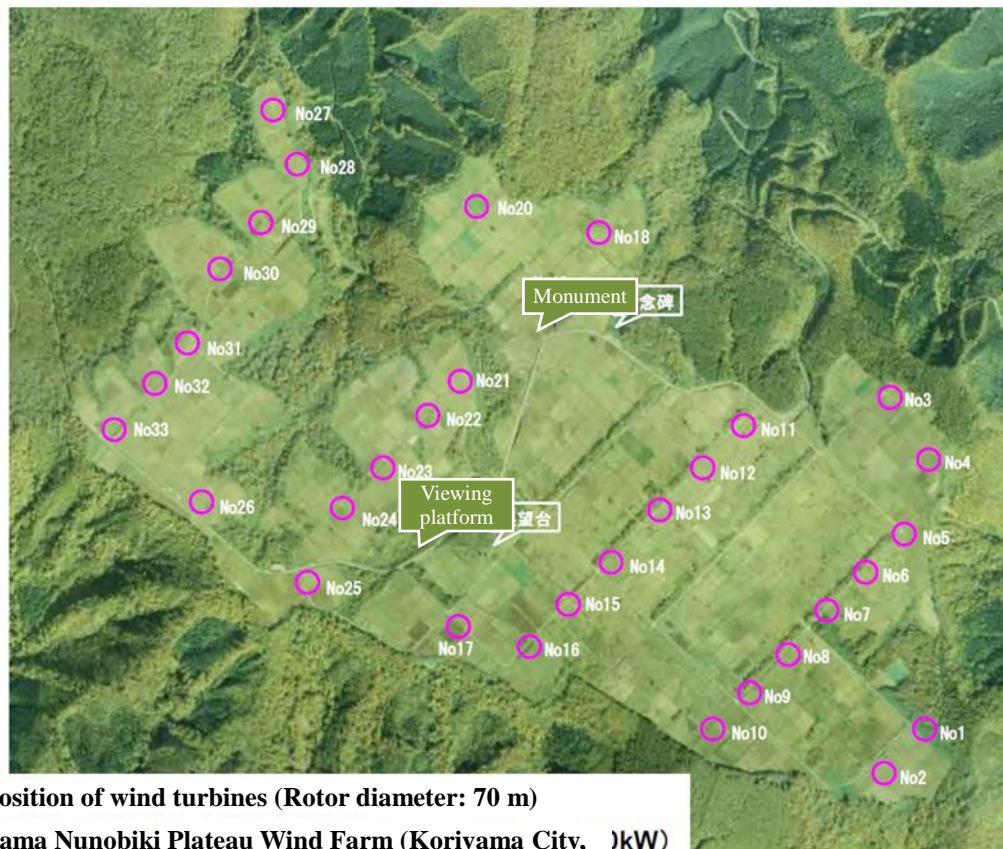 No27
No28
No20
No29
No18
No30
Monument
念碑
No31
No21
No32
No3
No22
No33
No11
No23
No12
No4
Viewing
platform
望台
No26
No24
No13
No5
No14
No6
No25
No15
No7
No17
No16
No8
No9
No10
No1
No2
osition of wind turbines (Rotor diameter: 70 m)
ama Nunobiki Plateau Wind Farm (Koriyama City,
0kW)